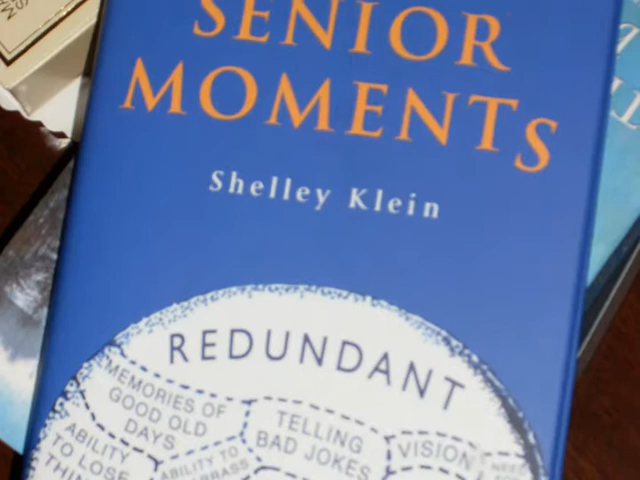 SENIOR
MOMENTS
Shelley Klein
REDUNDANT
MEMORIES OF
GOOD OLD
DAYS
TELLING
BAD JOKES
VISION
ABILITY
TO LOSE
ABILITY TO